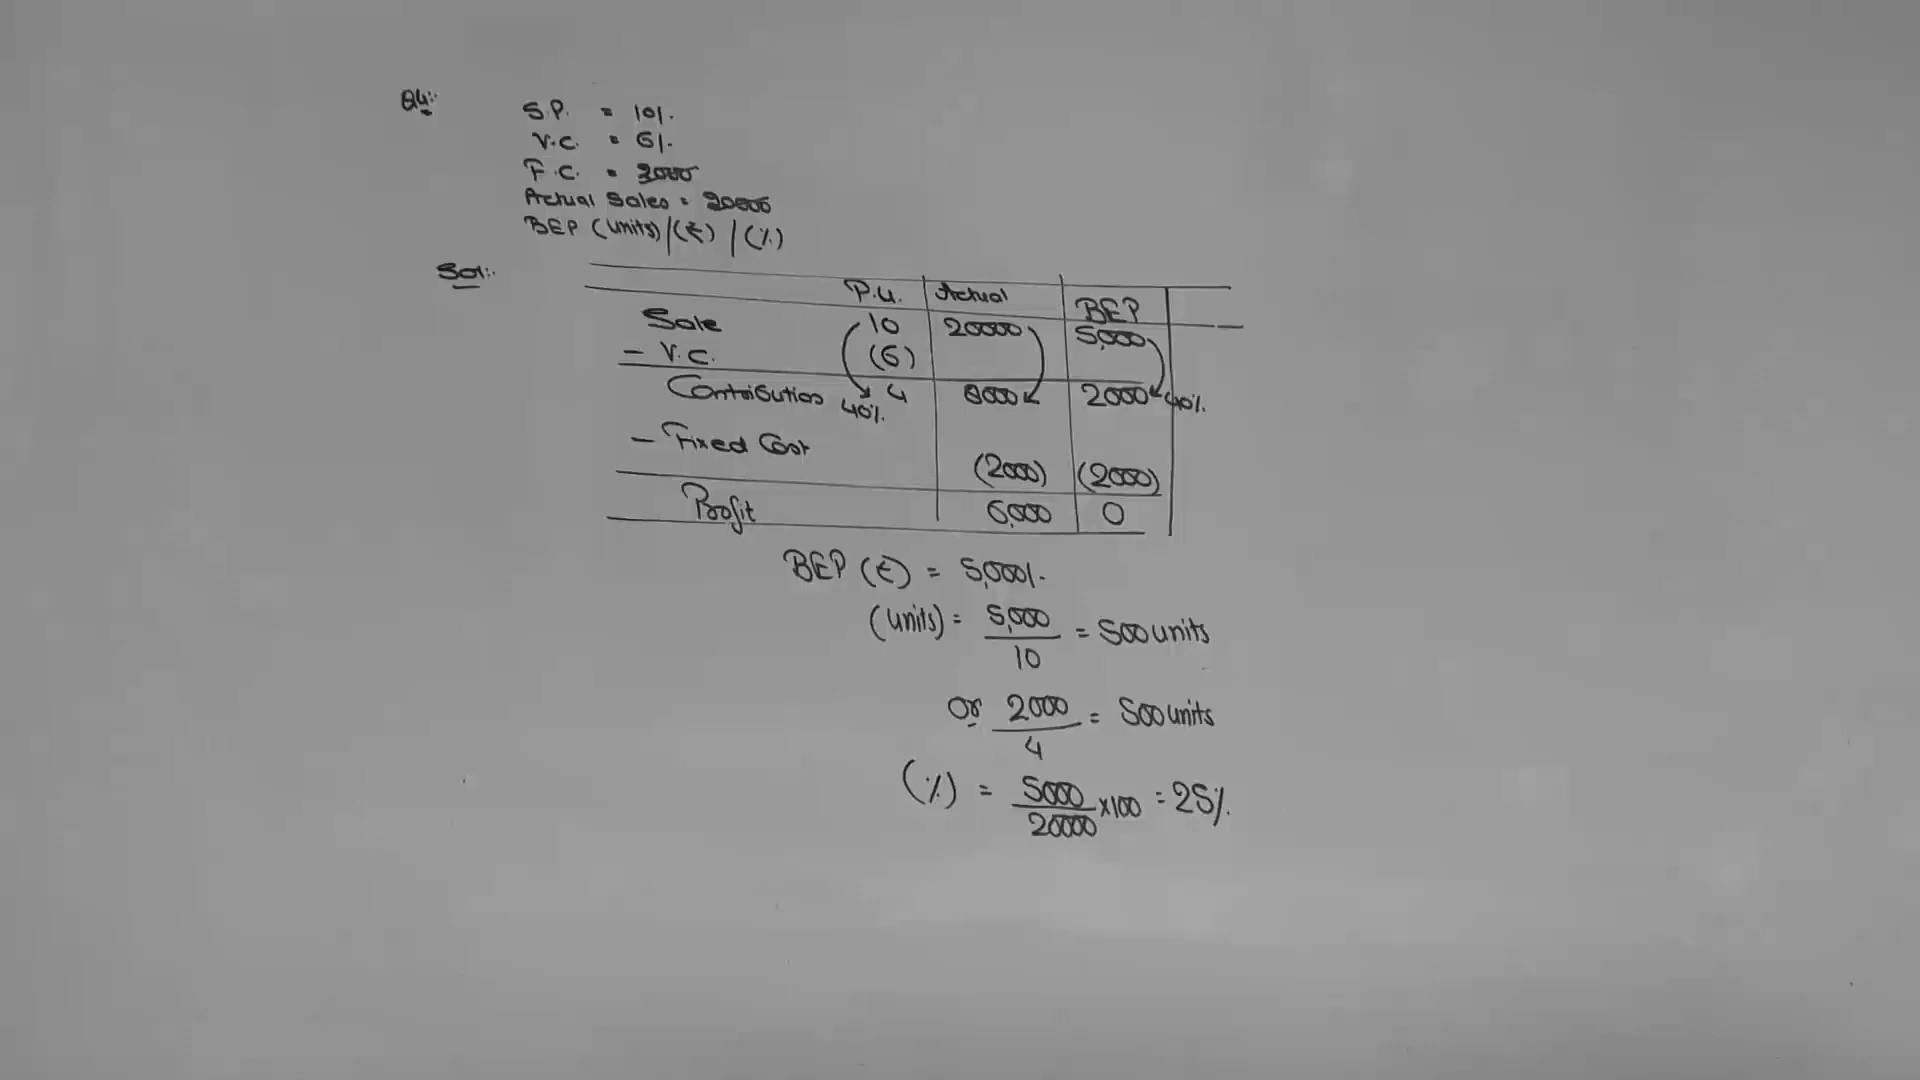 Q4:-
S.P. = 10/-
V.C. = 6/-
F.C. = 2000
Actual Sales = 20000
BEP (units)/(₹)/(%)
Sol:-
P.U. Actual BEP
Sale 10 20000 5,000
- V.C. (6)
Contribution 40% 4 8000 2000 40%
- Fixed Cost
(2000) (2000)
Profit 6,000 0
BEP (₹) = 5,000/-
(units) = 5,000/10 = 500 units
Or 2000/4 = 500 units
(%) = 5000/20000 x100 = 25%